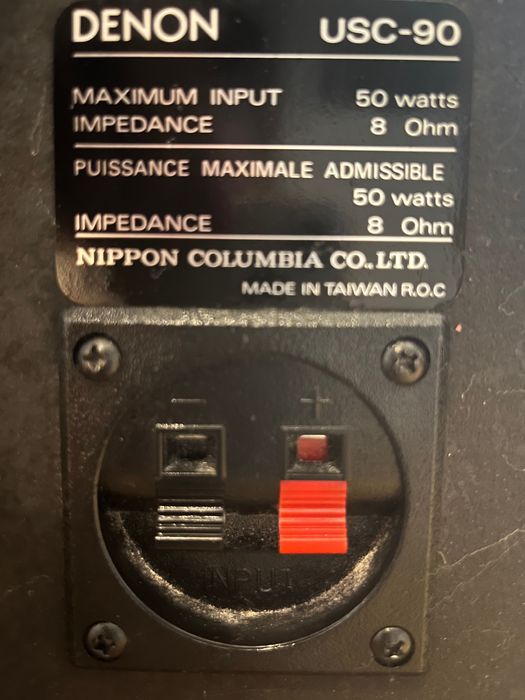 DENON USC-90
MAXIMUM INPUT 50 watts
IMPEDANCE 8 Ohm
PUISSANCE MAXIMALE ADMISSIBLE
50 watts
IMPEDANCE 8 Ohm
NIPPON COLUMBIA CO.,LTD.
MADE IN TAIWAN R.O.C
− +
INPUT